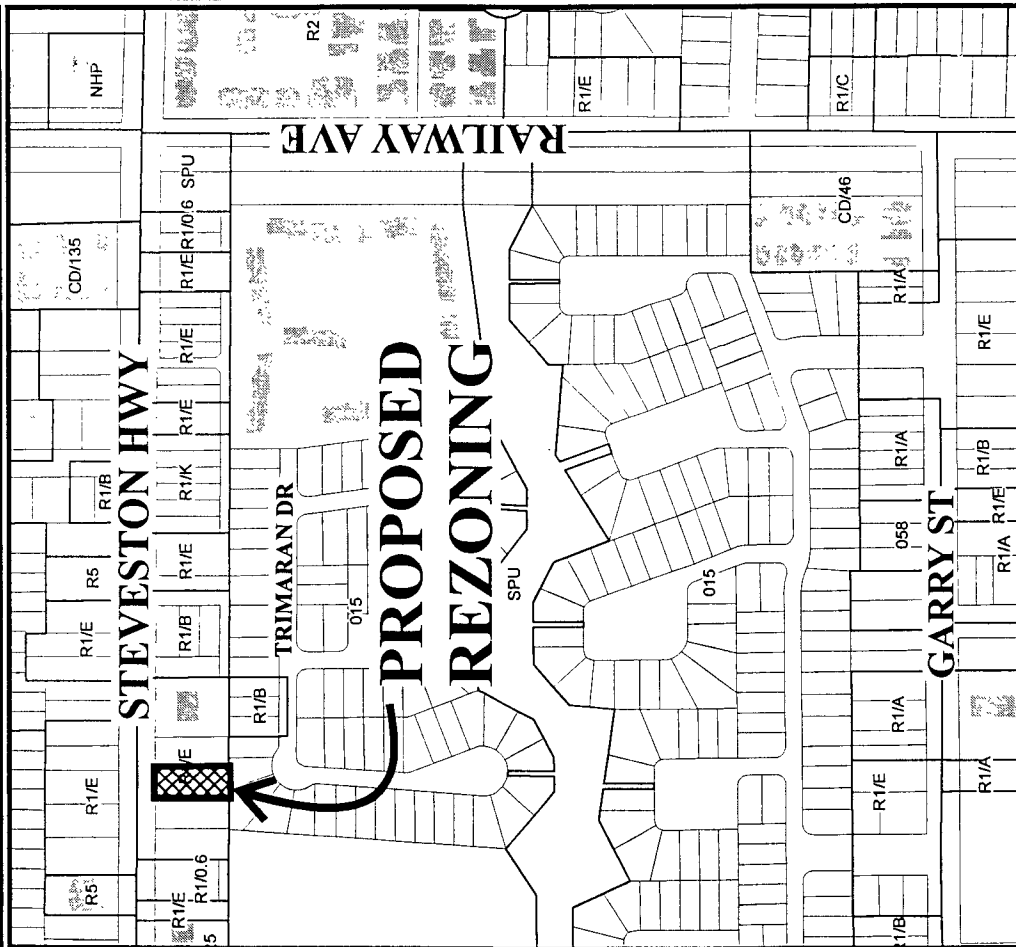 NHP
R2
R1/E
R1/C
RAILWAY AVE
CD/135
SPU
R1/0.6
R1/E
R1/E
R1/E
R1/K
R1/E
R1/B
R1/B
R5
R1/E
R1/E
R5
STEVESTON HWY
R1/E
R1/0.6
TRIMARAN DR
015
R1/B
PROPOSED
REZONING
SPU
015
CD/46
R1/A
R1/E
R1/A
R1/B
058
R1/E
R1/A
GARRY ST
R1/A
R1/E
R1/A
R1/B